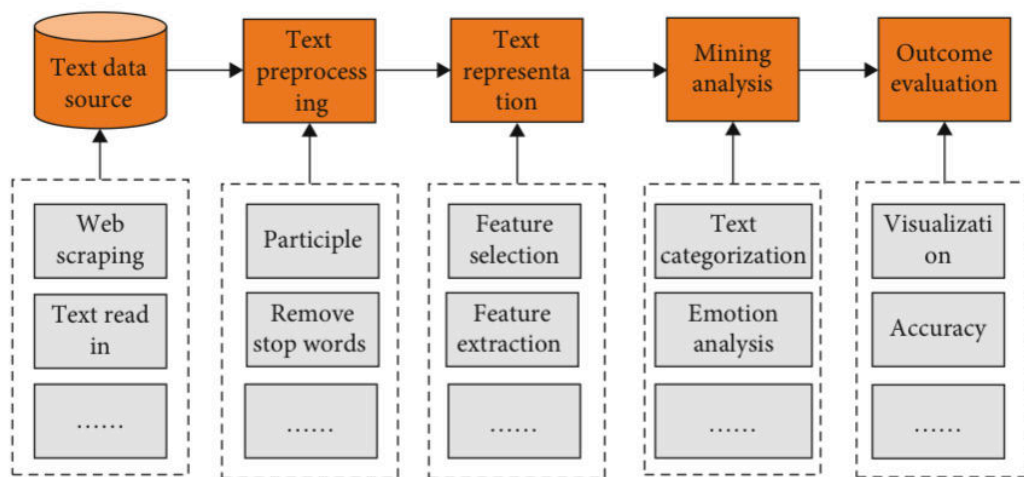 Text data
source
Text
preprocess
ing
Text
representa
tion
Mining
analysis
Outcome
evaluation
Web
scraping
Text read
in
……
Participle
Remove
stop words
……
Feature
selection
Feature
extraction
……
Text
categorization
Emotion
analysis
……
Visualizati
on
Accuracy
……